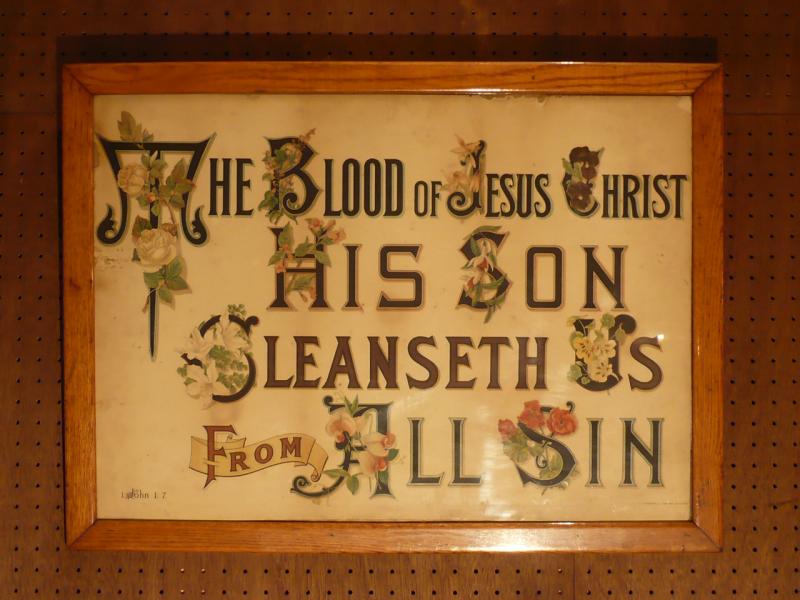 THE BLOOD OF JESUS CHRIST
HIS SON
CLEANSETH US
FROM ALL SIN
1 John 1. 7